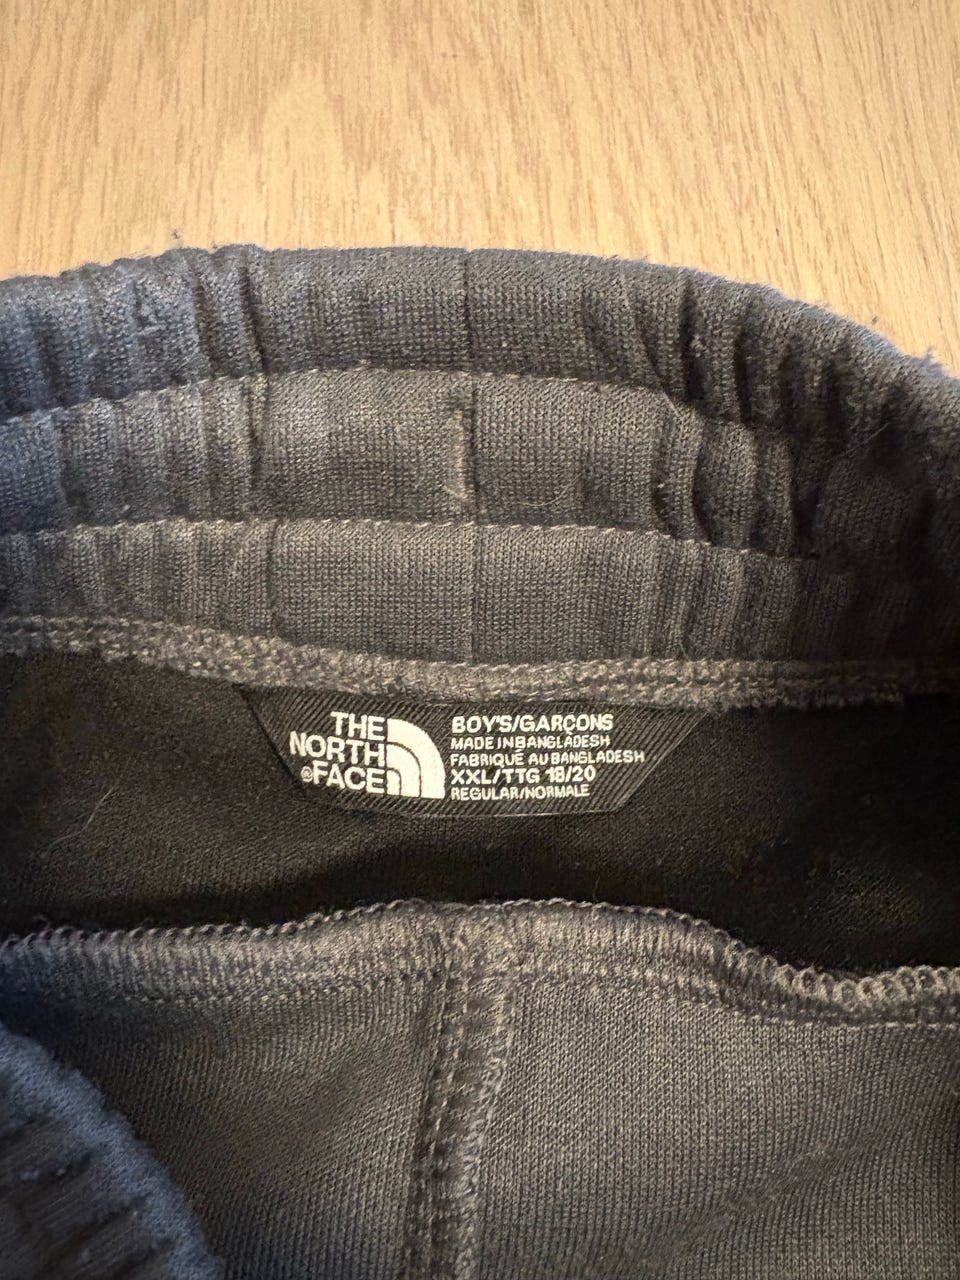 THE
NORTH
®FACE
BOY'S/GARÇONS
MADE IN BANGLADESH
FABRIQUÉ AU BANGLADESH
XXL/TTG 18/20
REGULAR/NORMALE